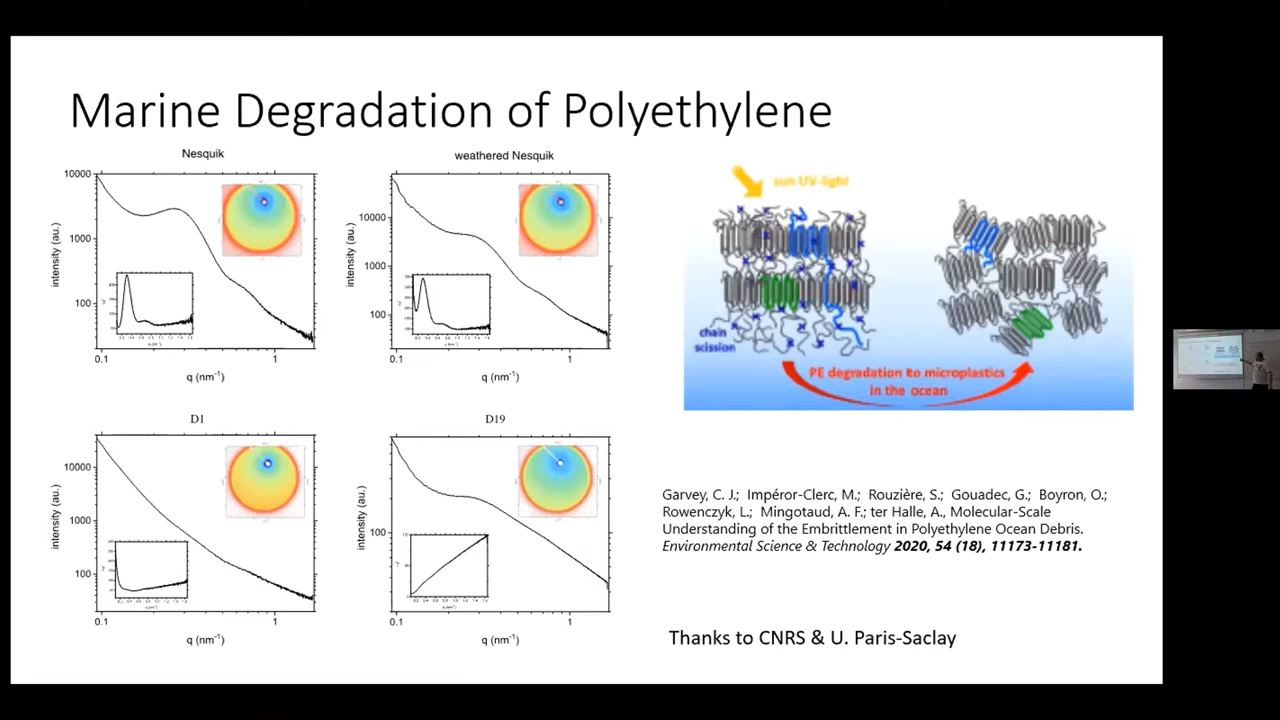 Marine Degradation of Polyethylene
Nesquik
10000
1000
100
intensity (au.)
0.1
1
q (nm⁻¹)
weathered Nesquik
10000
1000
100
intensity (au.)
0.1
1
q (nm⁻¹)
D1
10000
1000
100
intensity (au.)
0.1
1
q (nm⁻¹)
D19
100
intensity (au.)
0.1
1
q (nm⁻¹)
sun UV-light
chain
scission
PE degradation to microplastics
in the ocean
Garvey, C. J.; Impéror-Clerc, M.; Rouzière, S.; Gouadec, G.; Boyron, O.;
Rowenczyk, L.; Mingotaud, A. F.; ter Halle, A., Molecular-Scale
Understanding of the Embrittlement in Polyethylene Ocean Debris.
Environmental Science & Technology 2020, 54 (18), 11173-11181.
Thanks to CNRS & U. Paris-Saclay